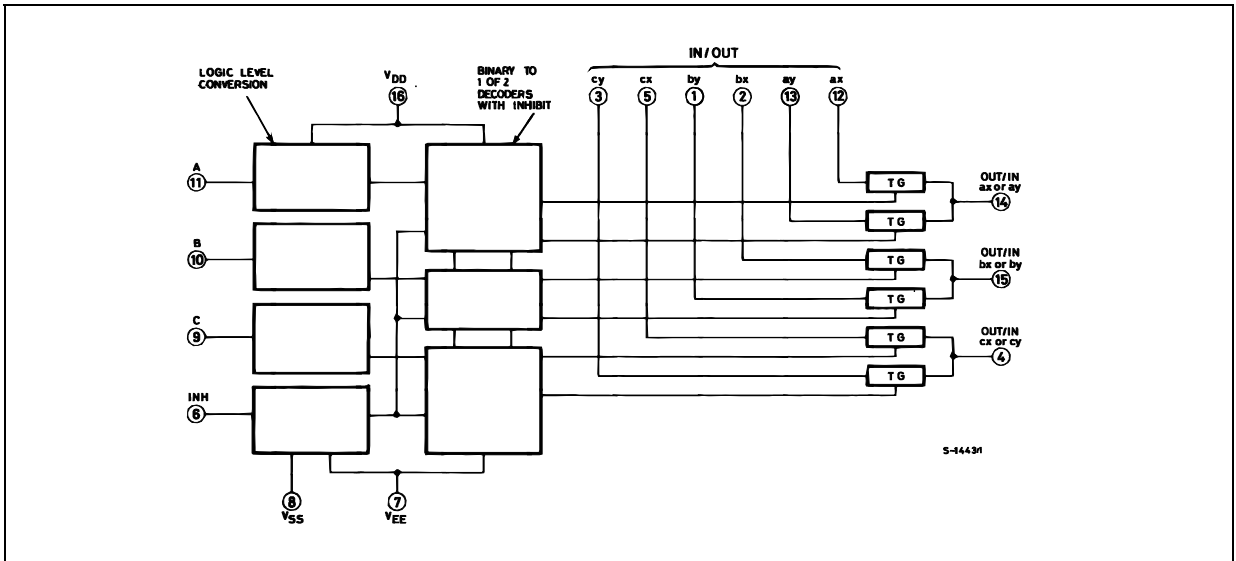 IN/OUT
LOGIC LEVEL
CONVERSION
VDD
16
BINARY TO
1 OF 2
DECODERS
WITH INHIBIT
cy cx by bx ay ax
3 5 1 2 13 12
A
11
B
10
C
9
INH
6
TG
TG
TG
TG
TG
TG
OUT/IN
ax or ay
14
OUT/IN
bx or by
15
OUT/IN
cx or cy
4
8
VSS
7
VEE
S-1443/1